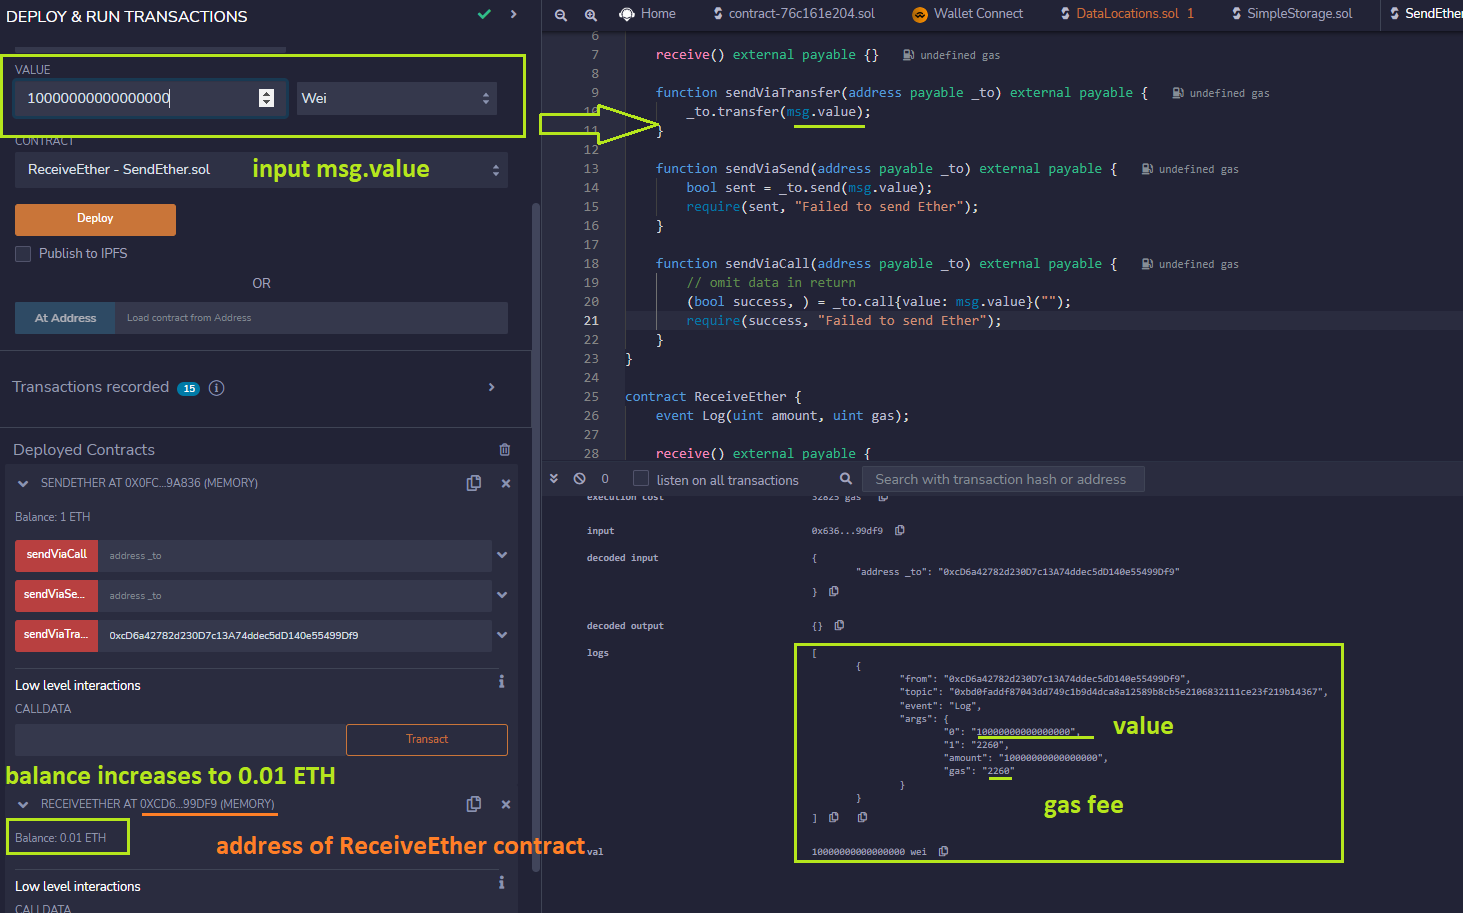 DEPLOY & RUN TRANSACTIONS
VALUE
10000000000000000
Wei
CONTRACT
ReceiveEther - SendEther.sol
input msg.value
Deploy
Publish to IPFS
OR
At Address
Load contract from Address
Transactions recorded 15 i
Deployed Contracts
SENDETHER AT 0X0FC...9A836 (MEMORY)
Balance: 1 ETH
sendViaCall
address _to
sendViaSe...
address _to
sendViaTra...
0xcD6a42782d230D7c13A74ddec5dD140e55499Df9
Low level interactions
i
CALLDATA
Transact
balance increases to 0.01 ETH
RECEIVEETHER AT 0XCD6...99DF9 (MEMORY)
Balance: 0.01 ETH
address of ReceiveEther contract
Low level interactions
i
CALLDATA
Home
contract-76c161e204.sol
Wallet Connect
DataLocations.sol 1
SimpleStorage.sol
SendEther
6
7 receive() external payable {} undefined gas
8
9 function sendViaTransfer(address payable _to) external payable { undefined gas
10 _to.transfer(msg.value);
11 }
12
13 function sendViaSend(address payable _to) external payable { undefined gas
14 bool sent = _to.send(msg.value);
15 require(sent, "Failed to send Ether");
16 }
17
18 function sendViaCall(address payable _to) external payable { undefined gas
19 // omit data in return
20 (bool success, ) = _to.call{value: msg.value}("");
21 require(success, "Failed to send Ether");
22 }
23 }
24
25 contract ReceiveEther {
26 event Log(uint amount, uint gas);
27
28 receive() external payable {
0
listen on all transactions
Search with transaction hash or address
execution cost 32825 gas
input 0x636...99df9
decoded input {
"address _to": "0xcD6a42782d230D7c13A74ddec5dD140e55499Df9"
}
decoded output {}
logs [
{
"from": "0xcD6a42782d230D7c13A74ddec5dD140e55499Df9",
"topic": "0xbd0faddf87043dd749c1b9d4dca8a12589b8cb5e2106832111ce23f219b14367",
"event": "Log",
"args": {
"0": "10000000000000000",
"1": "2260",
"amount": "10000000000000000",
"gas": "2260"
}
}
]
value
gas fee
val 10000000000000000 wei